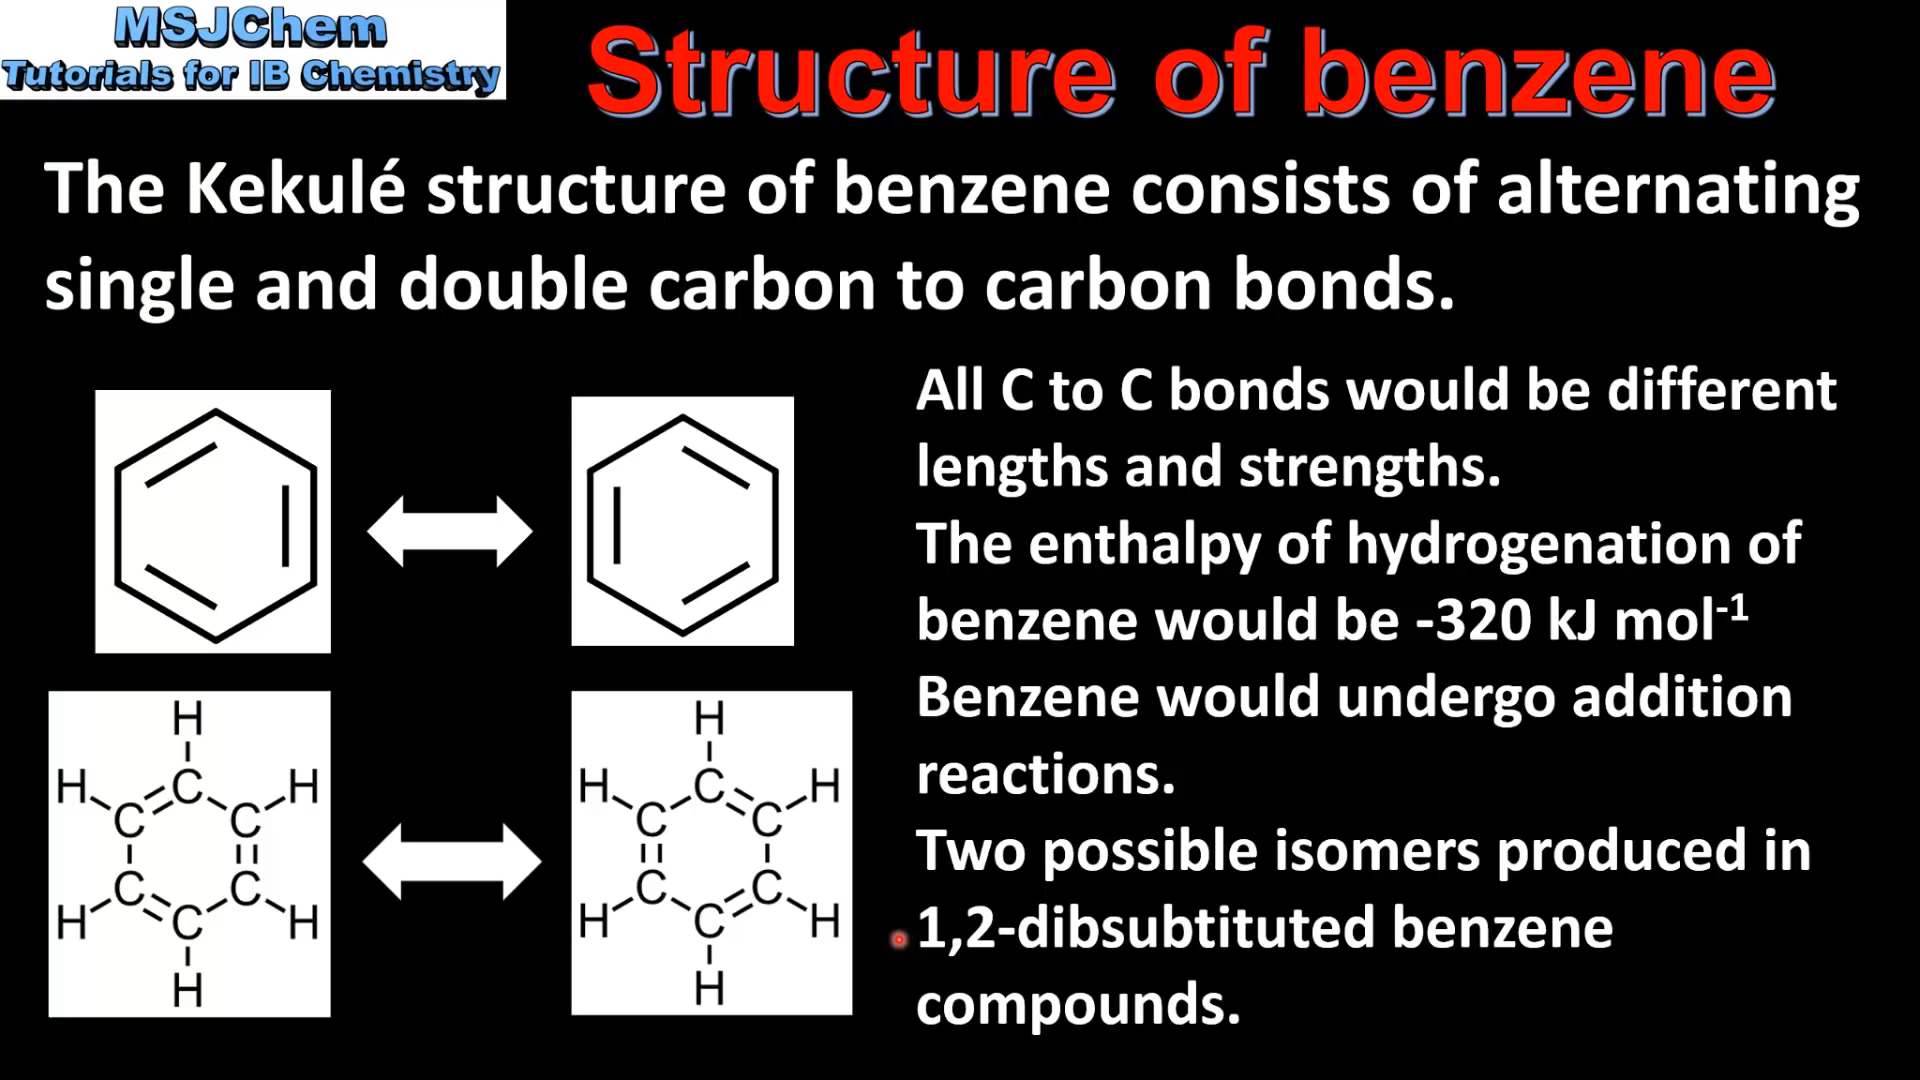 MSJChem
Tutorials for IB Chemistry
Structure of benzene
The Kekulé structure of benzene consists of alternating
single and double carbon to carbon bonds.
All C to C bonds would be different
lengths and strengths.
The enthalpy of hydrogenation of
benzene would be -320 kJ mol⁻¹
Benzene would undergo addition
reactions.
Two possible isomers produced in
1,2-dibsubtituted benzene
compounds.
H
H C H
C C
C C
H C H
H
H
H C H
C C
C C
H C H
H